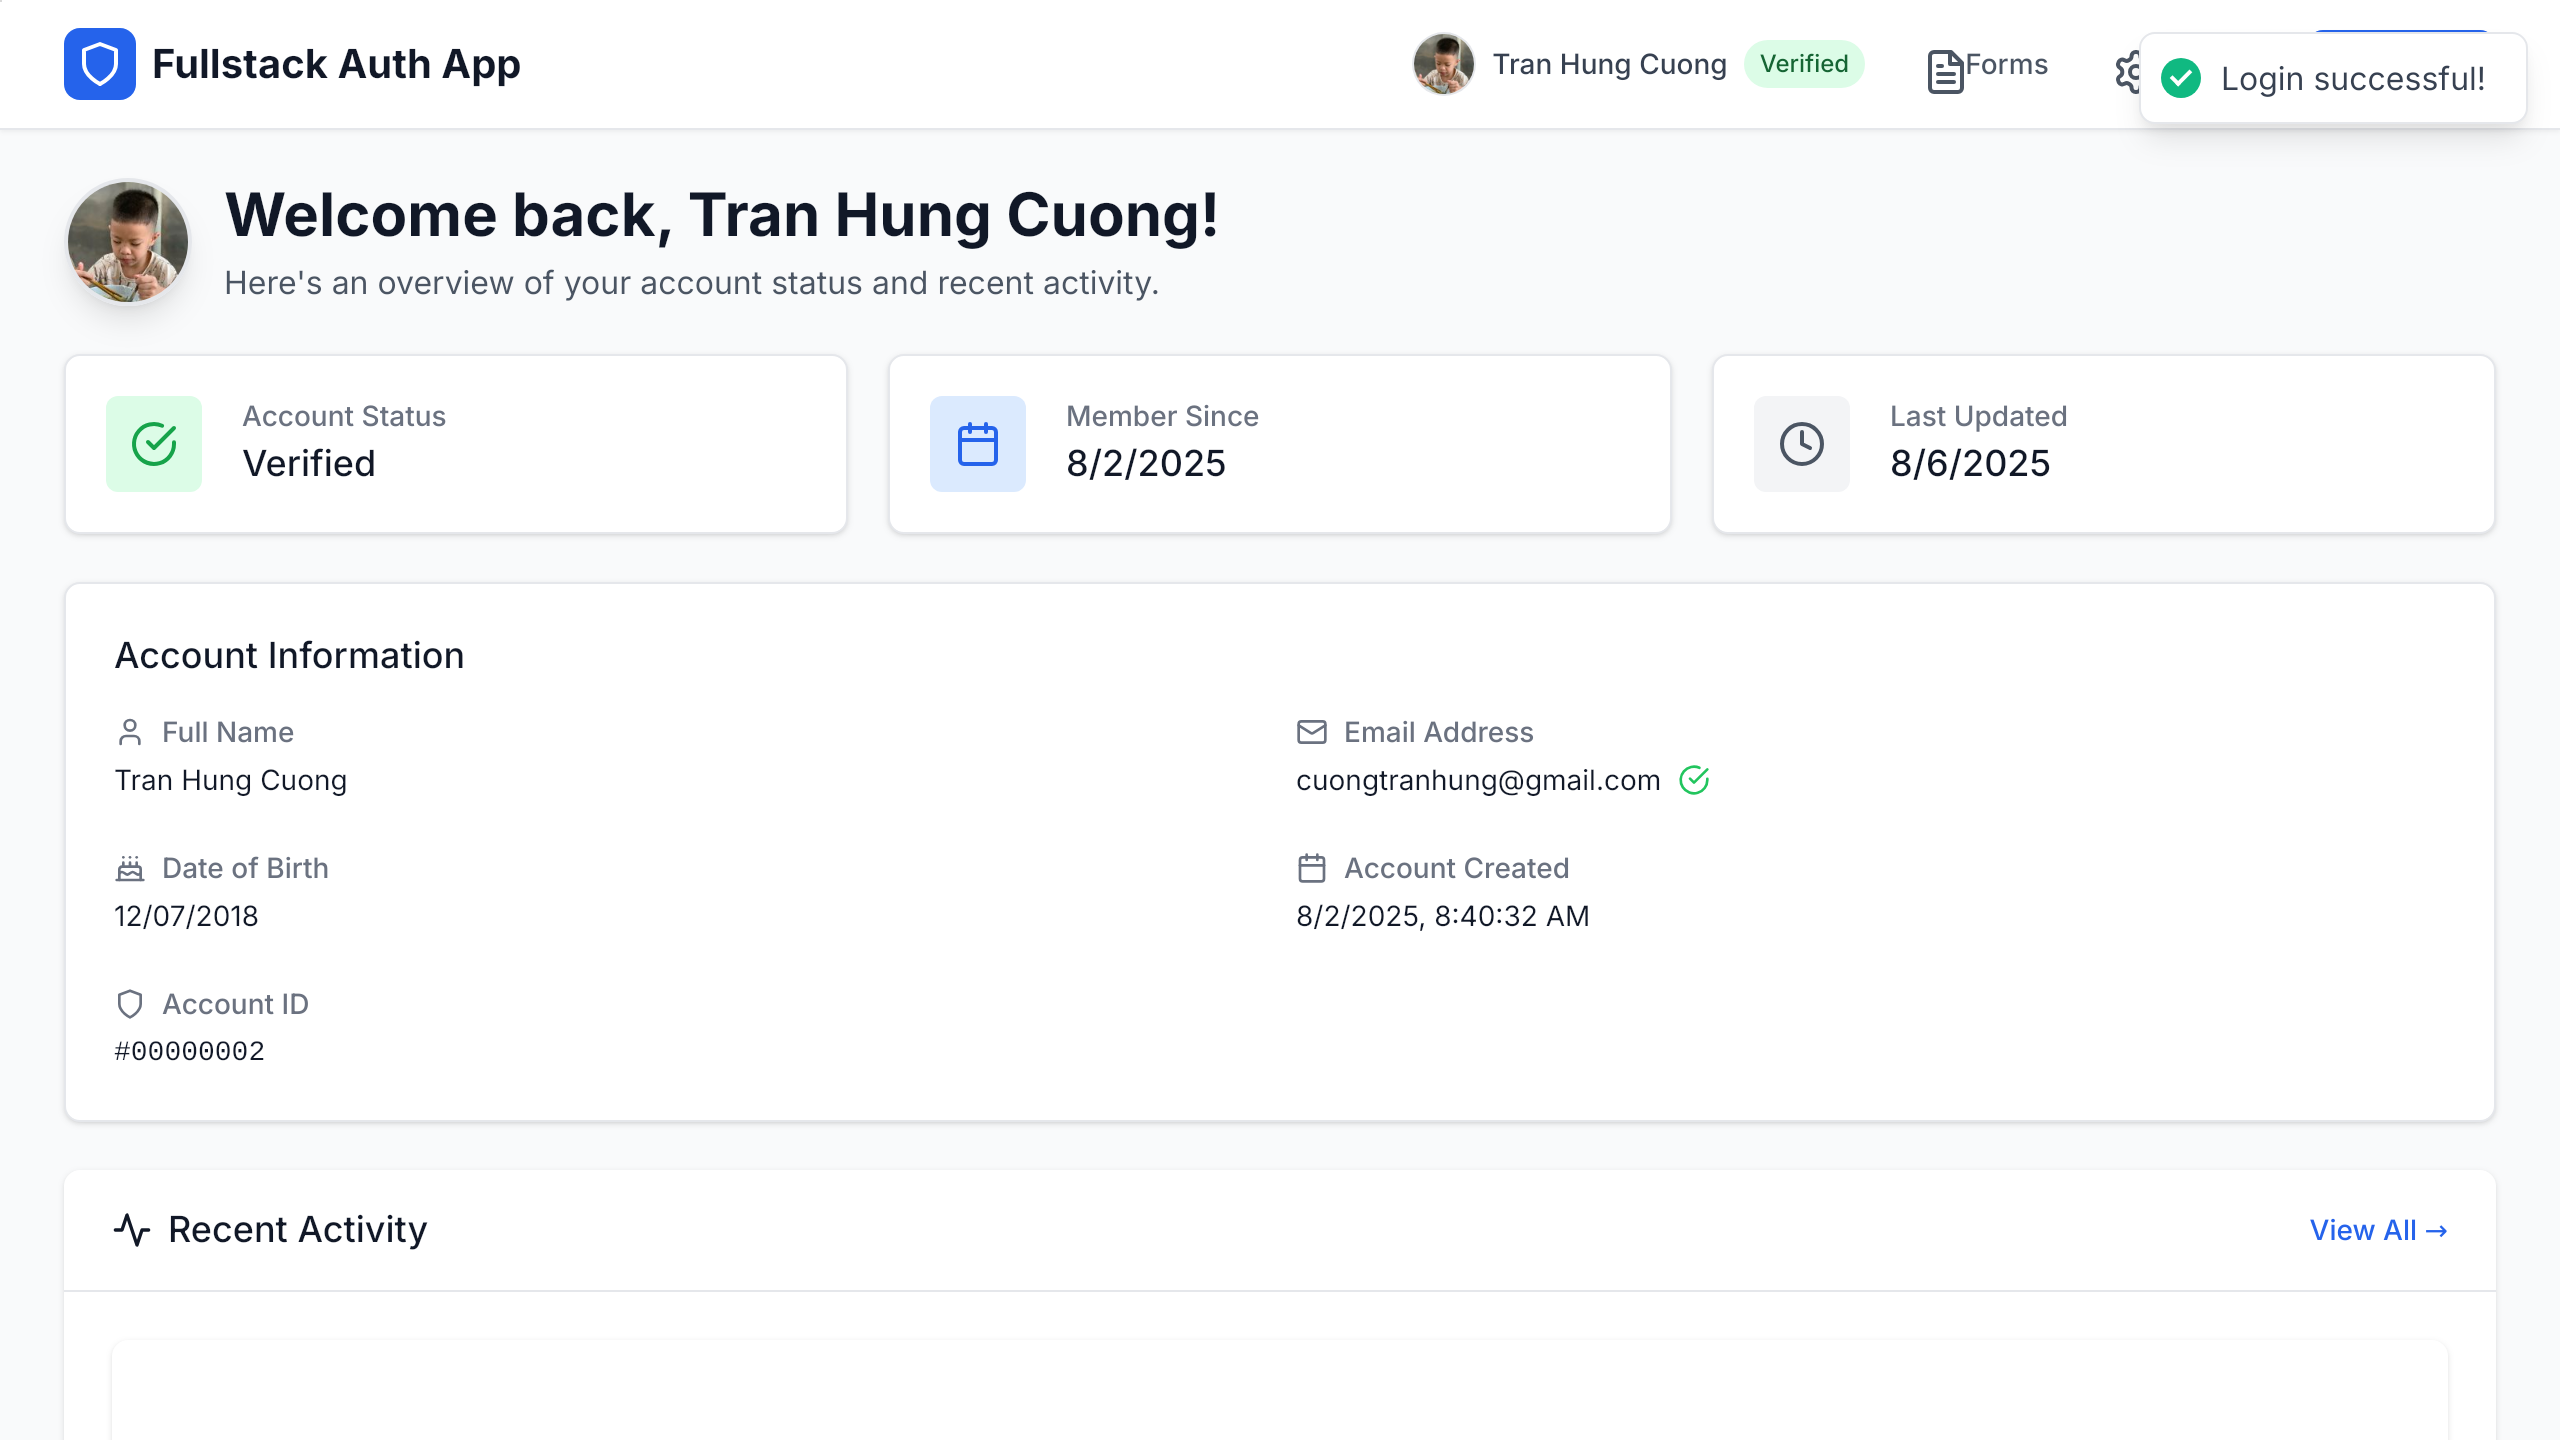 Fullstack Auth App
Tran Hung Cuong
Verified
Forms
Login successful!
Welcome back, Tran Hung Cuong!
Here's an overview of your account status and recent activity.
Account Status
Verified
Member Since
8/2/2025
Last Updated
8/6/2025
Account Information
Full Name
Tran Hung Cuong
Email Address
cuongtranhung@gmail.com
Date of Birth
12/07/2018
Account Created
8/2/2025, 8:40:32 AM
Account ID
#00000002
Recent Activity
View All →